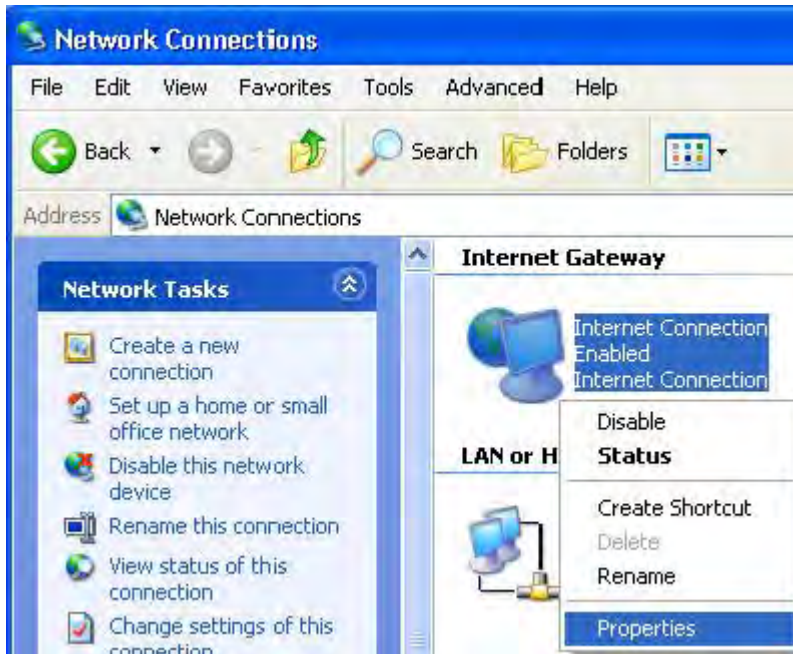 Network Connections
File Edit View Favorites Tools Advanced Help
Back Search Folders
Address Network Connections
Network Tasks
Create a new
connection
Set up a home or small
office network
Disable this network
device
Rename this connection
View status of this
connection
Change settings of this
connection
Internet Gateway
Internet Connection
Enabled
Internet Connection
LAN or H
Disable
Status
Create Shortcut
Delete
Rename
Properties